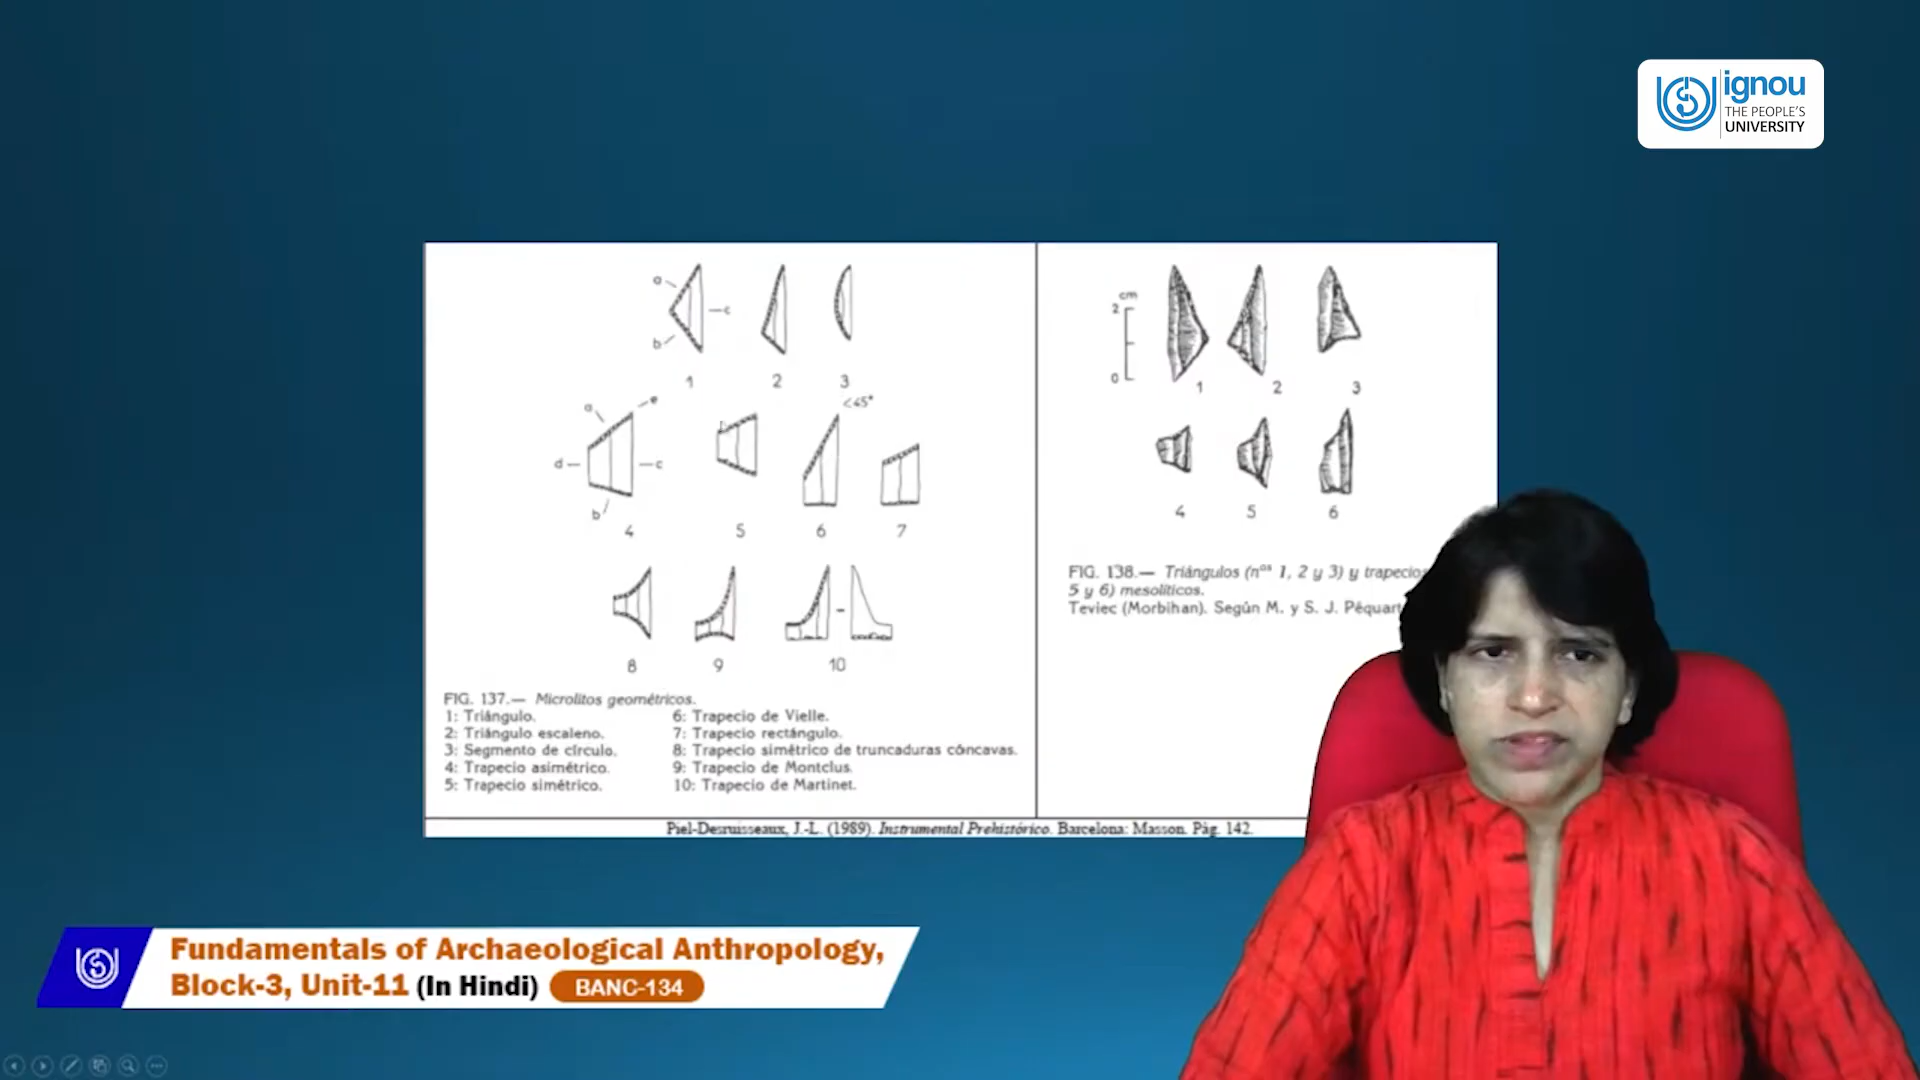 ignou
THE PEOPLE'S
UNIVERSITY
a
c
b
1 2 3
a e <45°
d c
b
4 5 6 7
8 9 10
FIG. 137.— Microlitos geométricos.
1: Triángulo.
2: Triángulo escaleno.
3: Segmento de círculo.
4: Trapecio asimétrico.
5: Trapecio simétrico.
6: Trapecio de Vielle.
7: Trapecio rectángulo.
8: Trapecio simétrico de truncaduras cóncavas.
9: Trapecio de Montclus.
10: Trapecio de Martinet.
cm
2
0
1 2 3
4 5 6
FIG. 138.— Triángulos (nos 1, 2 y 3) y trapecio
5 y 6) mesolíticos.
Teviec (Morbihan). Según M. y S. J. Péquart
Piel-Desruisseaux, J.-L. (1989). Instrumental Prehistórico. Barcelona: Masson. Pág. 142.
Fundamentals of Archaeological Anthropology,
Block-3, Unit-11 (In Hindi) BANC-134